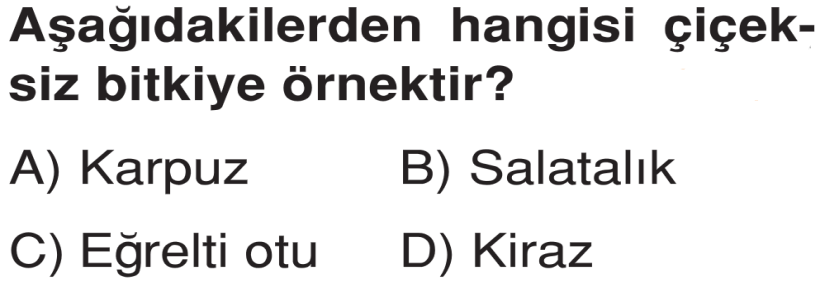 Aşağıdakilerden hangisi çiçek-
siz bitkiye örnektir?
A) Karpuz B) Salatalık
C) Eğrelti otu D) Kiraz